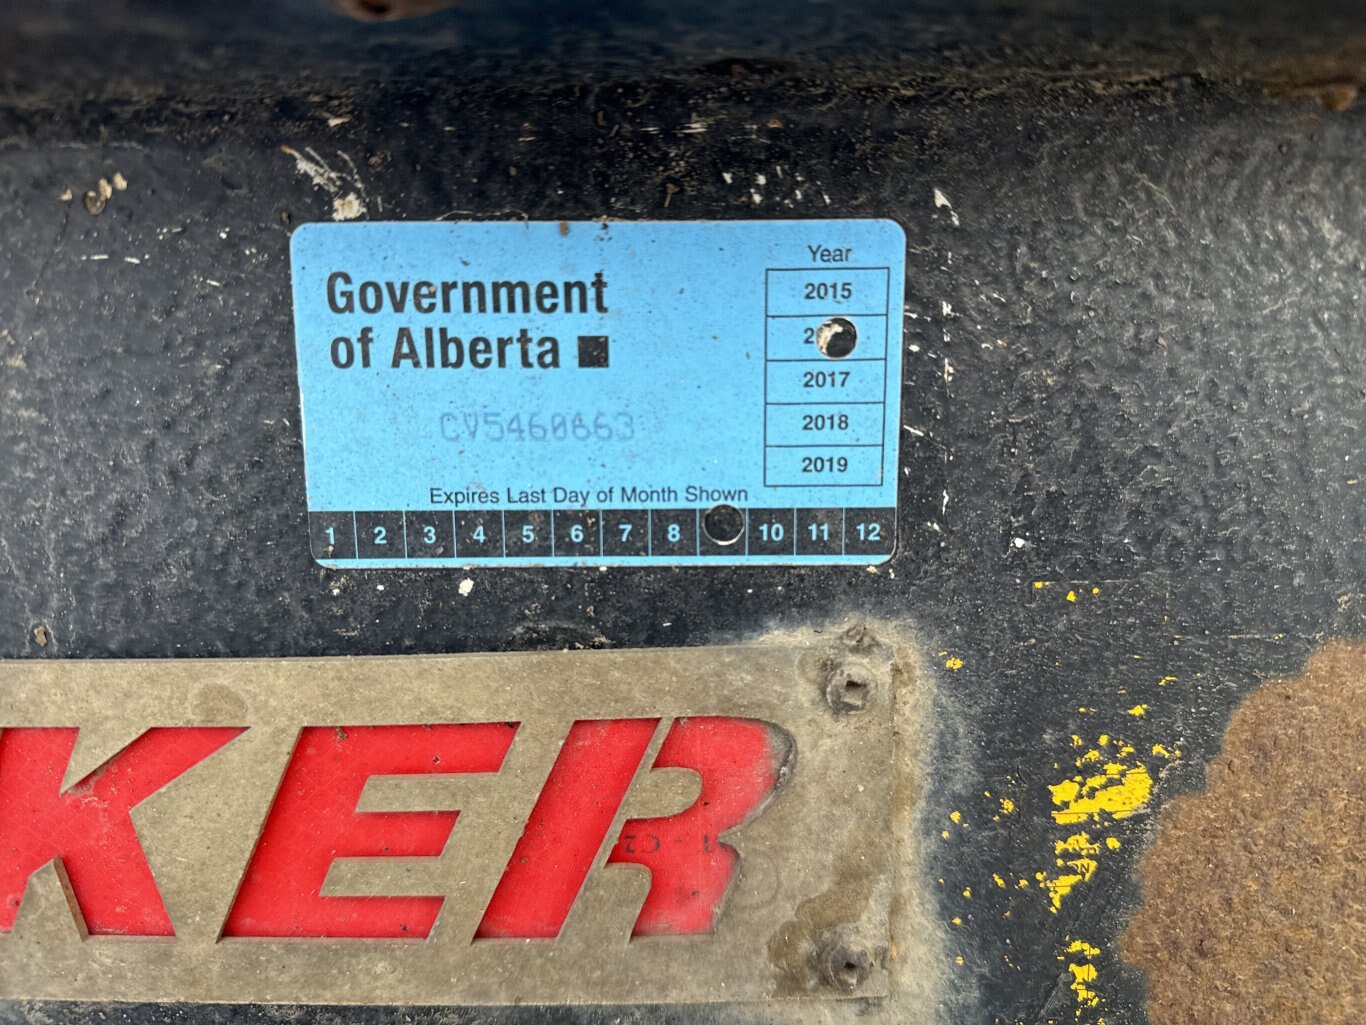 Government
of Alberta
CV5460663
Year
2015
2017
2018
2019
Expires Last Day of Month Shown
1 2 3 4 5 6 7 8 10 11 12
KER